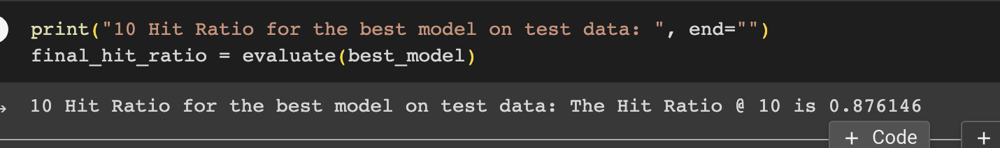 print("10 Hit Ratio for the best model on test data: ", end="")
final_hit_ratio = evaluate(best_model)
10 Hit Ratio for the best model on test data: The Hit Ratio @ 10 is 0.876146
+ Code
+